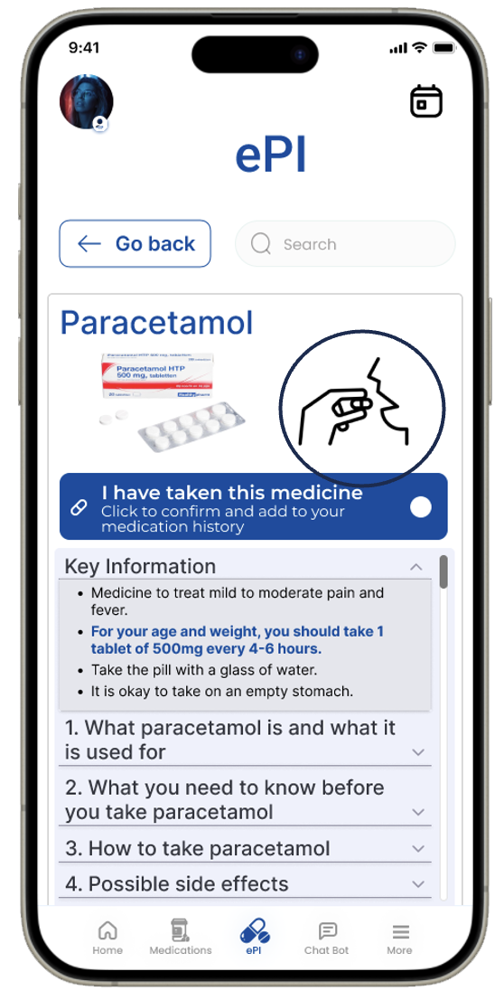 9:41
ePI
Go back
Search
Paracetamol
Paracetamol HTP 500 mg, tabletten
Paracetamol HTP
500 mg, tabletten
I have taken this medicine
Click to confirm and add to your
medication history
Key Information
• Medicine to treat mild to moderate pain and
fever.
• For your age and weight, you should take 1
tablet of 500mg every 4-6 hours.
• Take the pill with a glass of water.
• It is okay to take on an empty stomach.
1. What paracetamol is and what it
is used for
2. What you need to know before
you take paracetamol
3. How to take paracetamol
4. Possible side effects
Home
Medications
ePI
Chat Bot
More